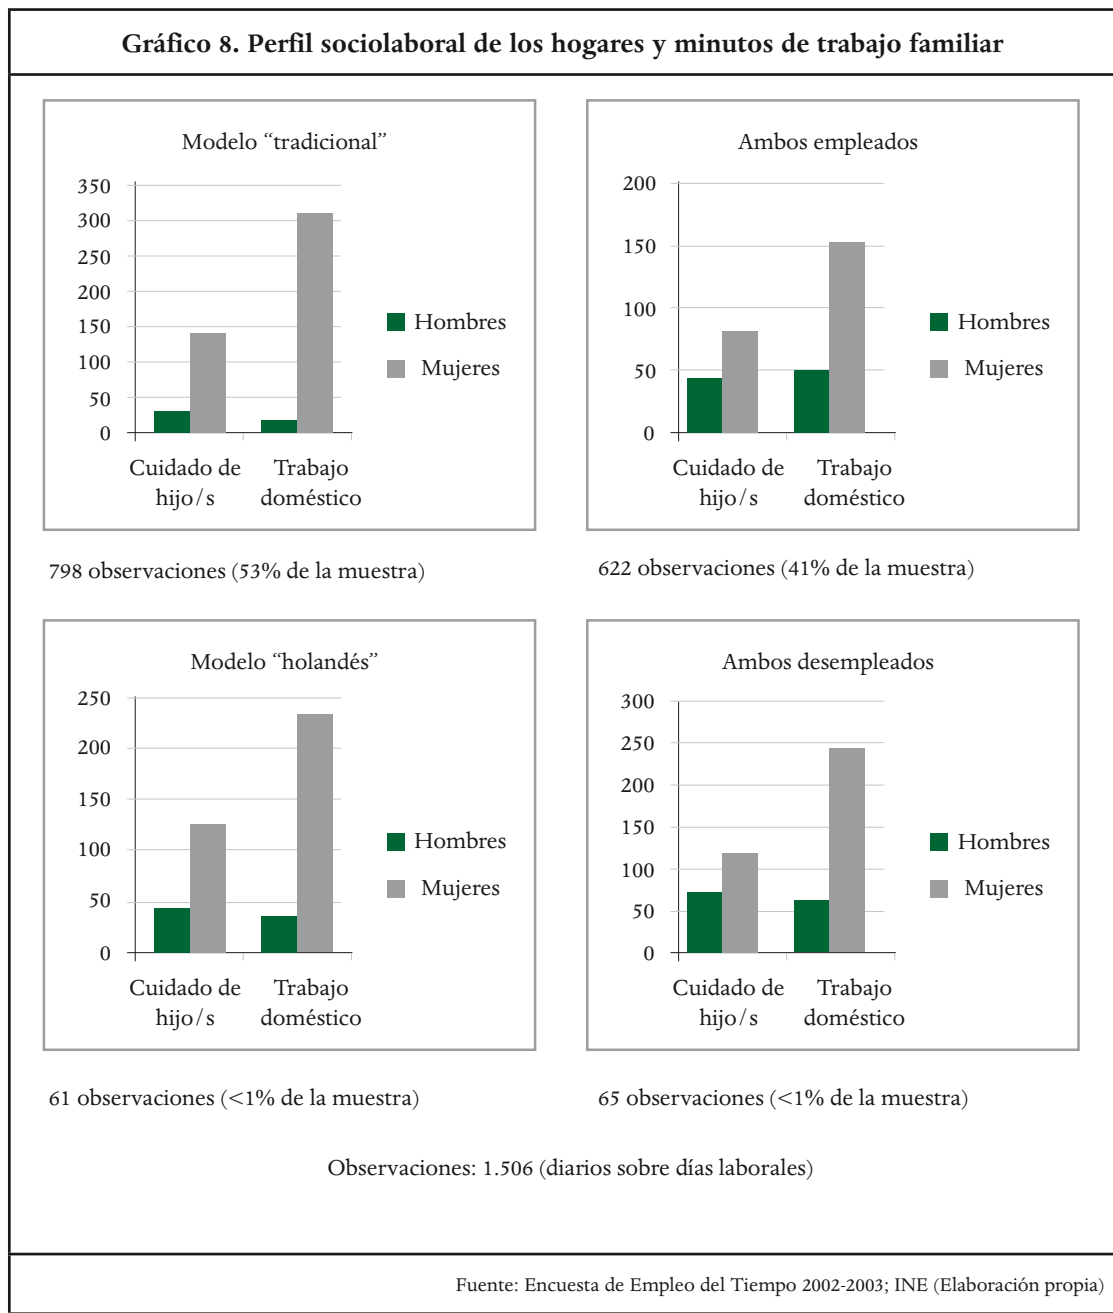 Gráfico 8. Perfil sociolaboral de los hogares y minutos de trabajo familiar
Modelo “tradicional”
350
300
250
200
150
100
50
0
Cuidado de
hijo/s
Trabajo
doméstico
Hombres
Mujeres
798 observaciones (53% de la muestra)
Ambos empleados
200
150
100
50
0
Cuidado de
hijo/s
Trabajo
doméstico
Hombres
Mujeres
622 observaciones (41% de la muestra)
Modelo “holandés”
250
200
150
100
50
0
Cuidado de
hijo/s
Trabajo
doméstico
Hombres
Mujeres
61 observaciones (<1% de la muestra)
Ambos desempleados
300
250
200
150
100
50
0
Cuidado de
hijo/s
Trabajo
doméstico
Hombres
Mujeres
65 observaciones (<1% de la muestra)
Observaciones: 1.506 (diarios sobre días laborales)
Fuente: Encuesta de Empleo del Tiempo 2002-2003; INE (Elaboración propia)